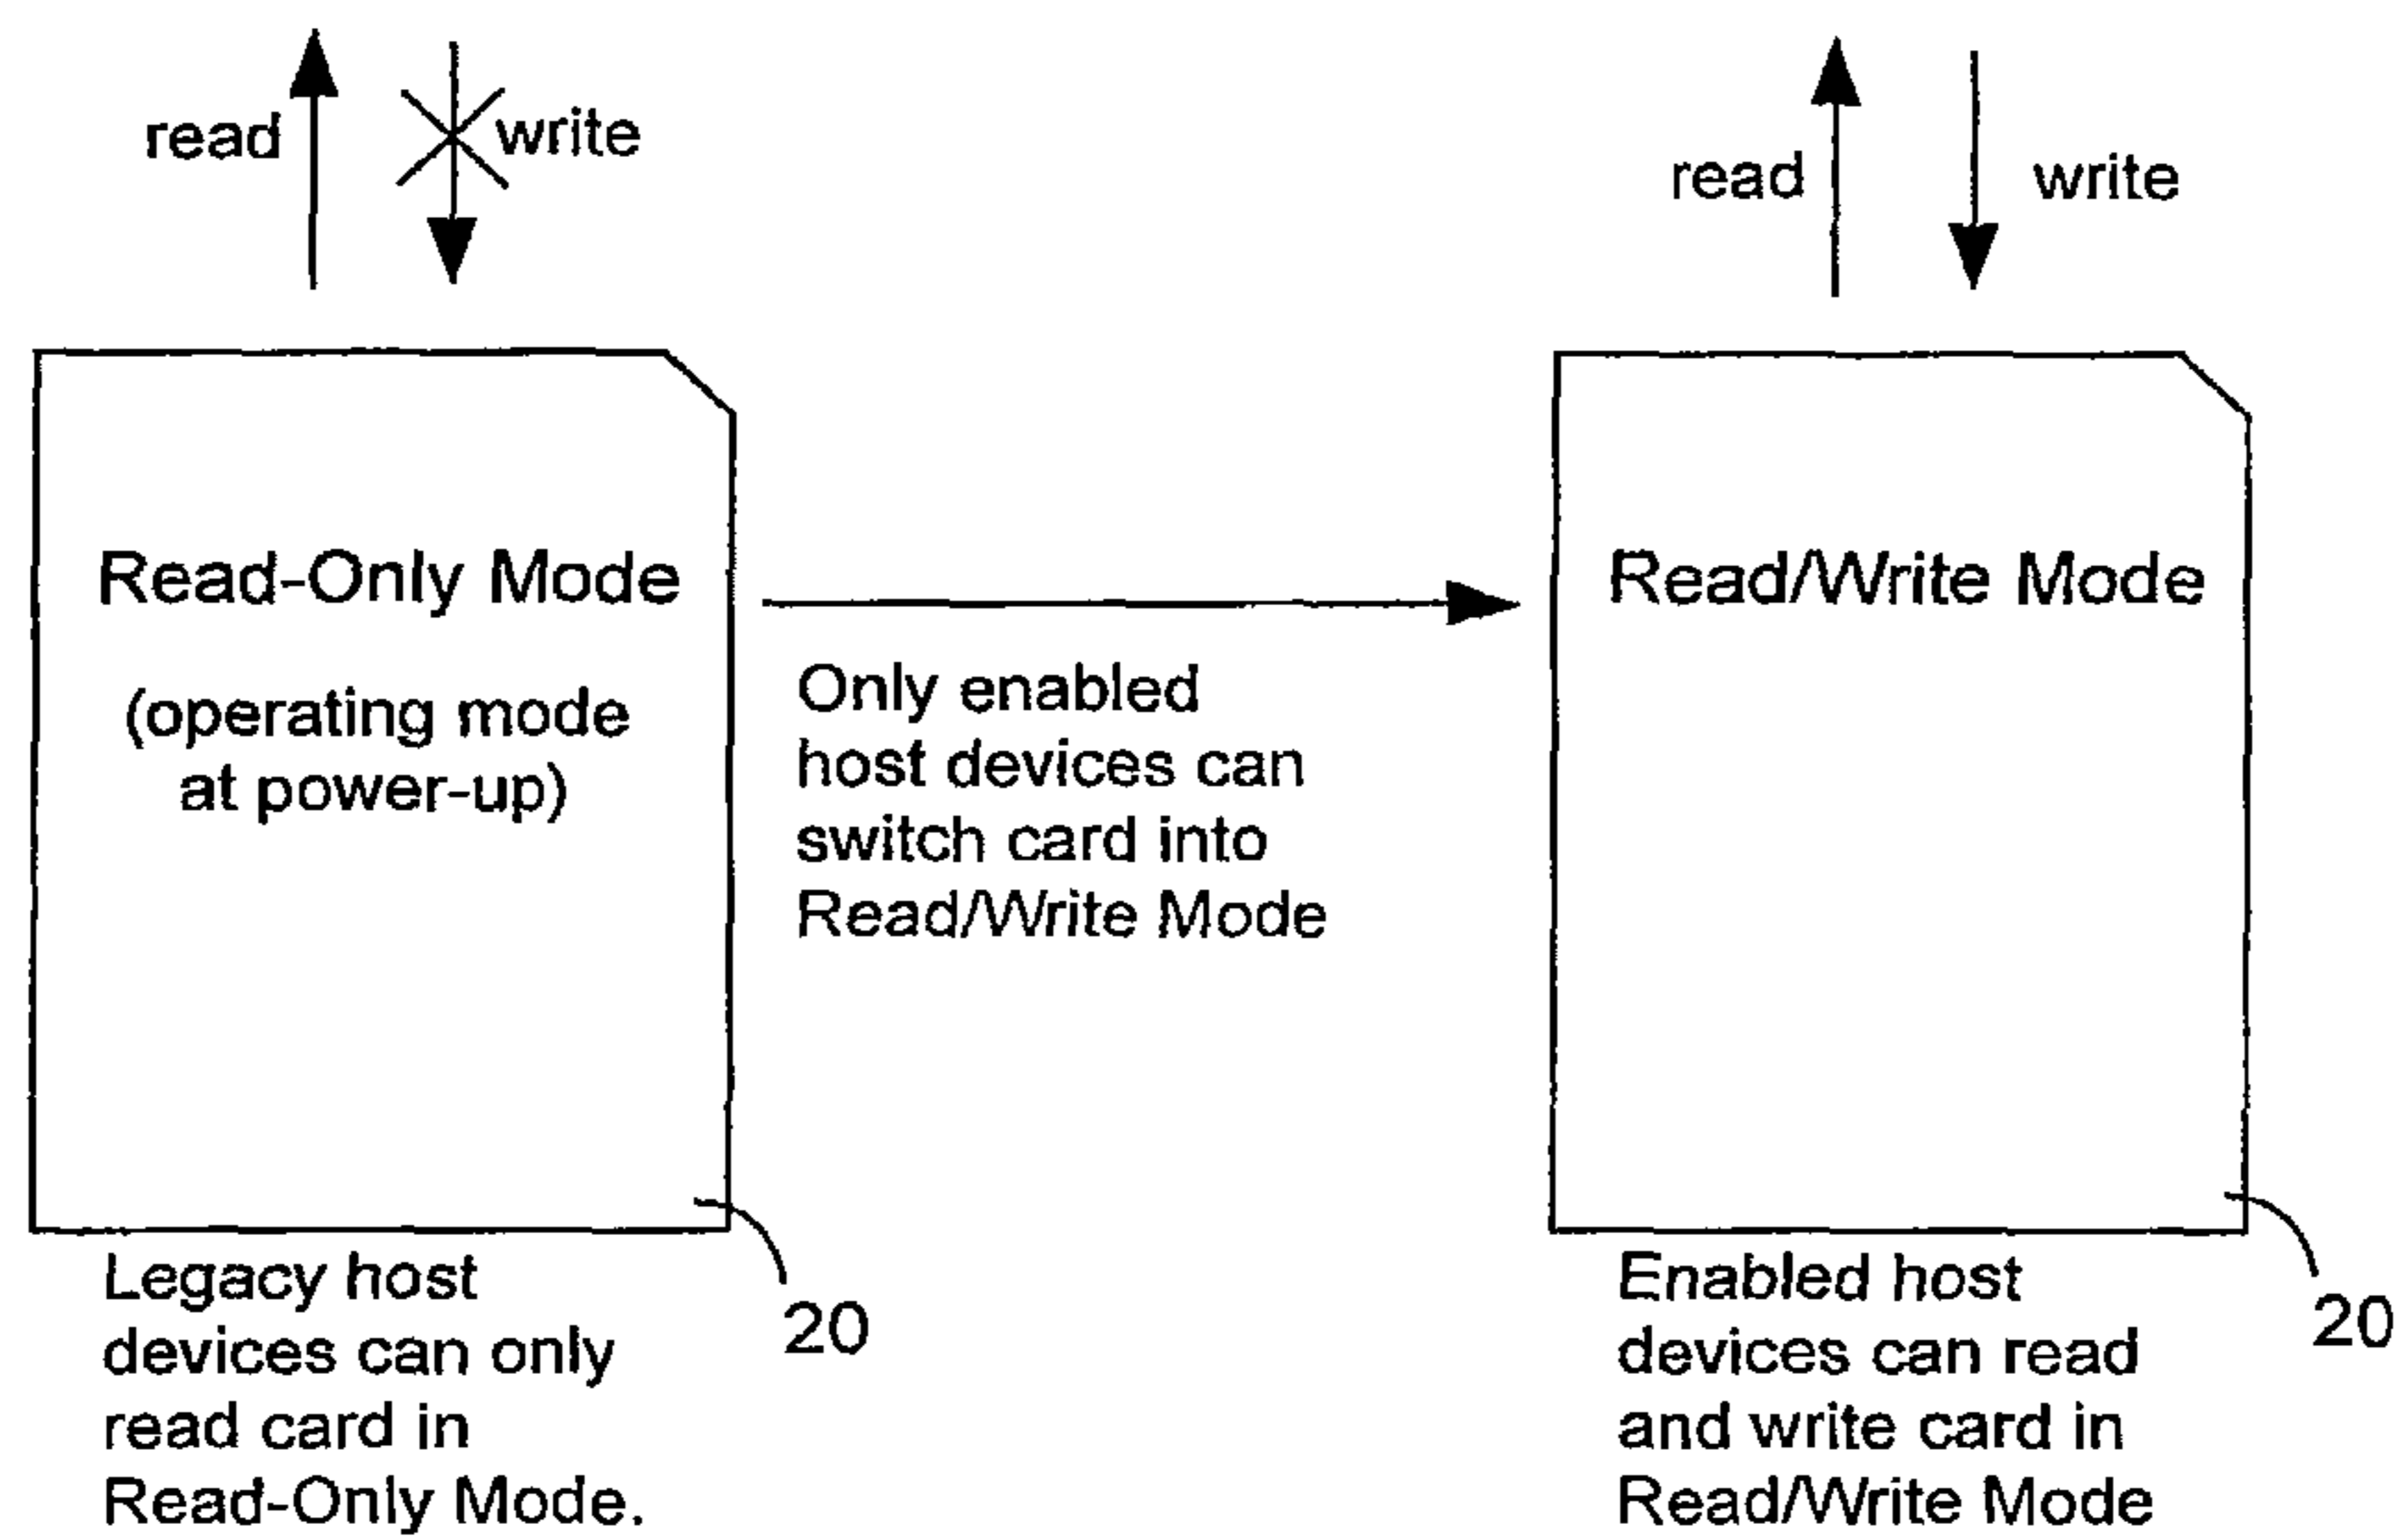 read
write
read
write
Read-Only Mode
(operating mode
at power-up)
Only enabled
host devices can
switch card into
Read/Write Mode
Read/Write Mode
Legacy host
devices can only
read card in
Read-Only Mode.
20
Enabled host
devices can read
and write card in
Read/Write Mode
20